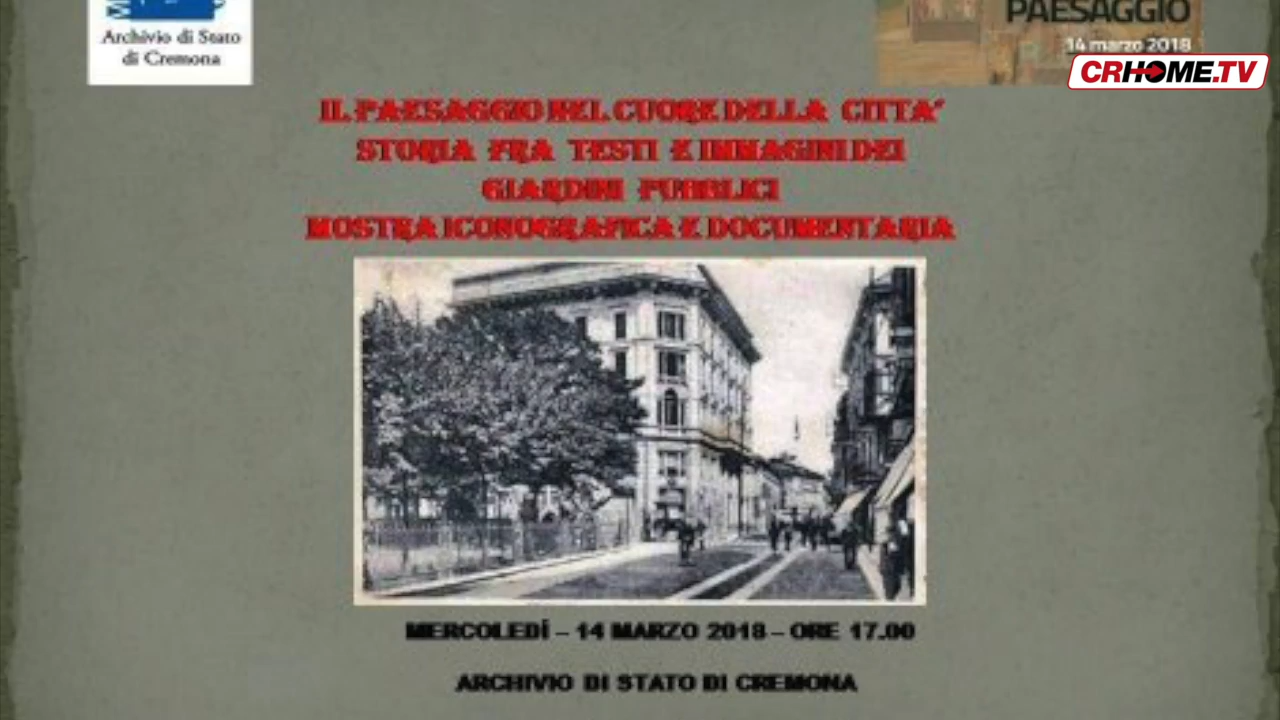 Archivio di Stato
di Cremona
PAESAGGIO
14 marzo 2018
CRHOME.TV
IL PAESAGGIO NEL CUORE DELLA CITTA'
STORIA FRA TESTI E IMMAGINI DEI
GIARDINI PUBBLICI
MOSTRA ICONOGRAFICA E DOCUMENTARIA
MERCOLEDÌ – 14 MARZO 2018 – ORE 17.00
ARCHIVIO DI STATO DI CREMONA